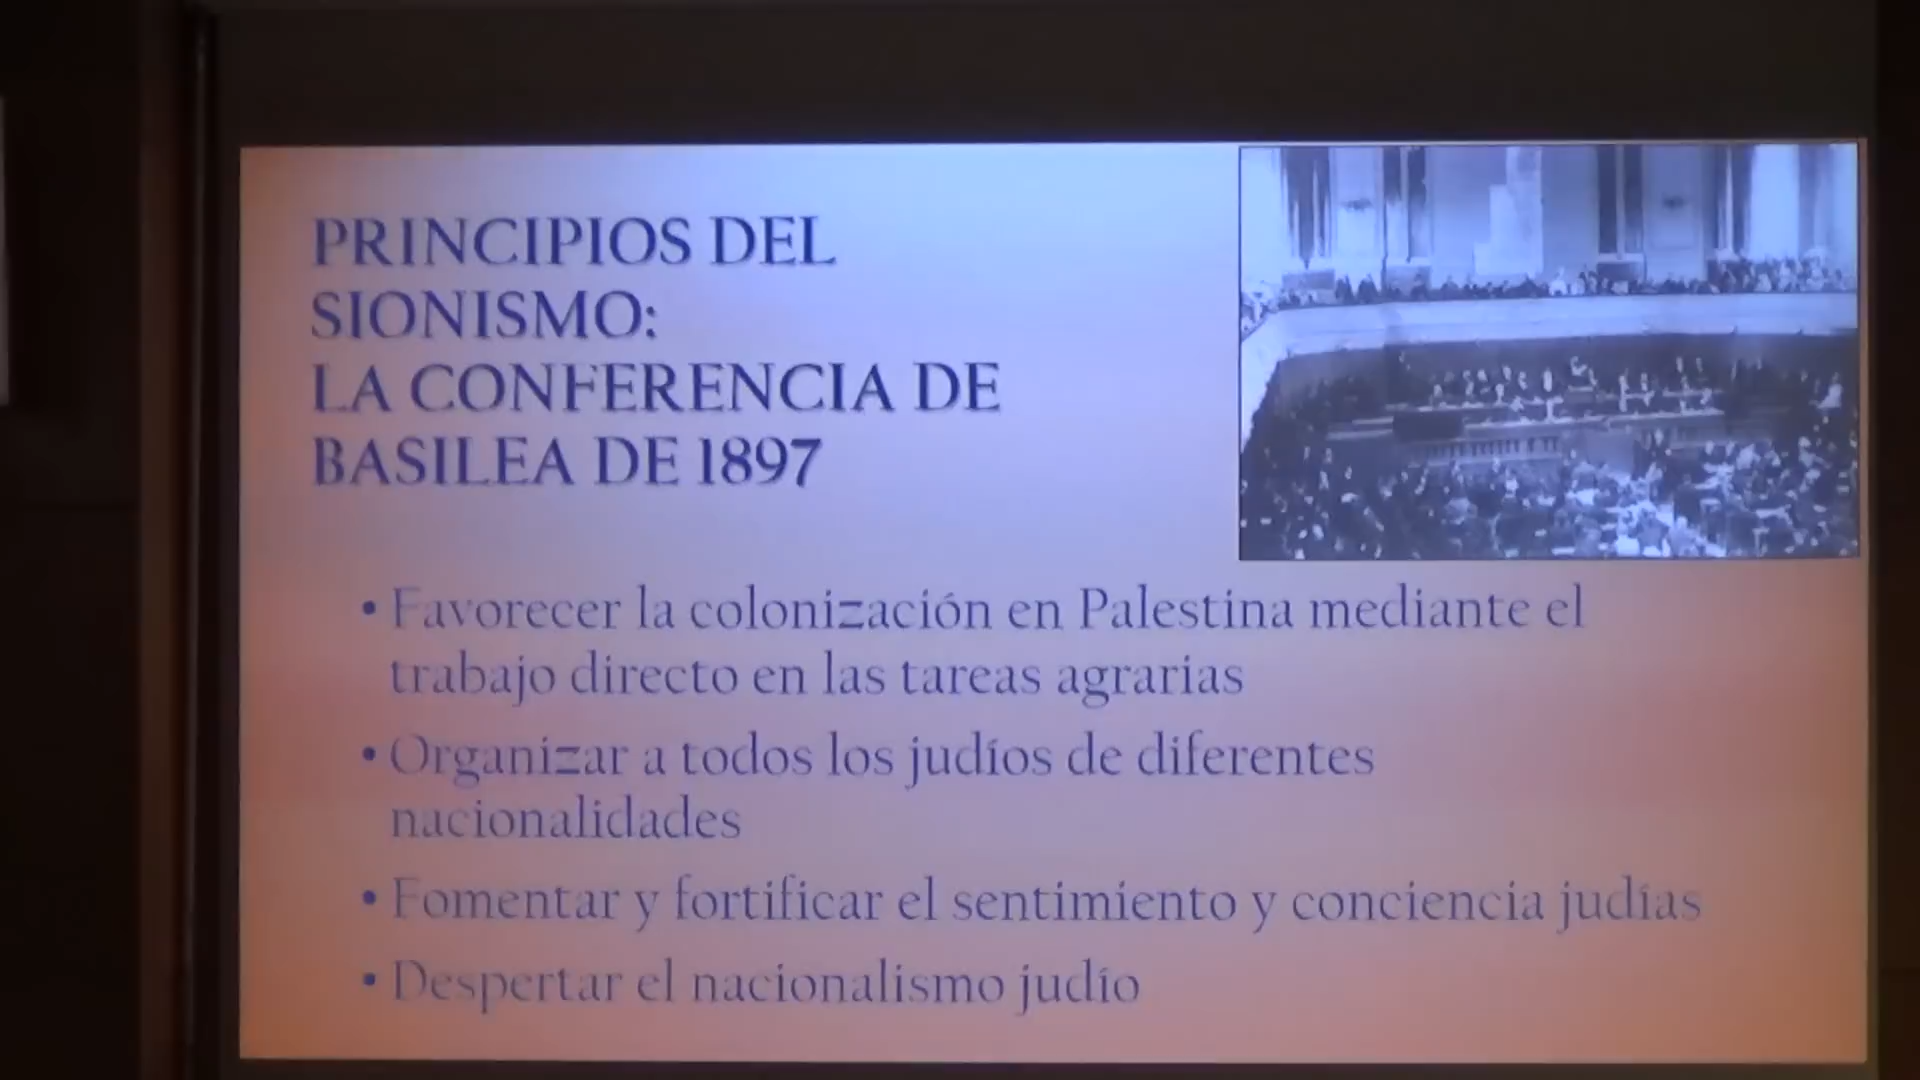 PRINCIPIOS DEL
SIONISMO:
LA CONFERENCIA DE
BASILEA DE 1897
• Favorecer la colonización en Palestina mediante el
trabajo directo en las tareas agrarias
• Organizar a todos los judíos de diferentes
nacionalidades
• Fomentar y fortificar el sentimiento y conciencia judías
• Despertar el nacionalismo judío